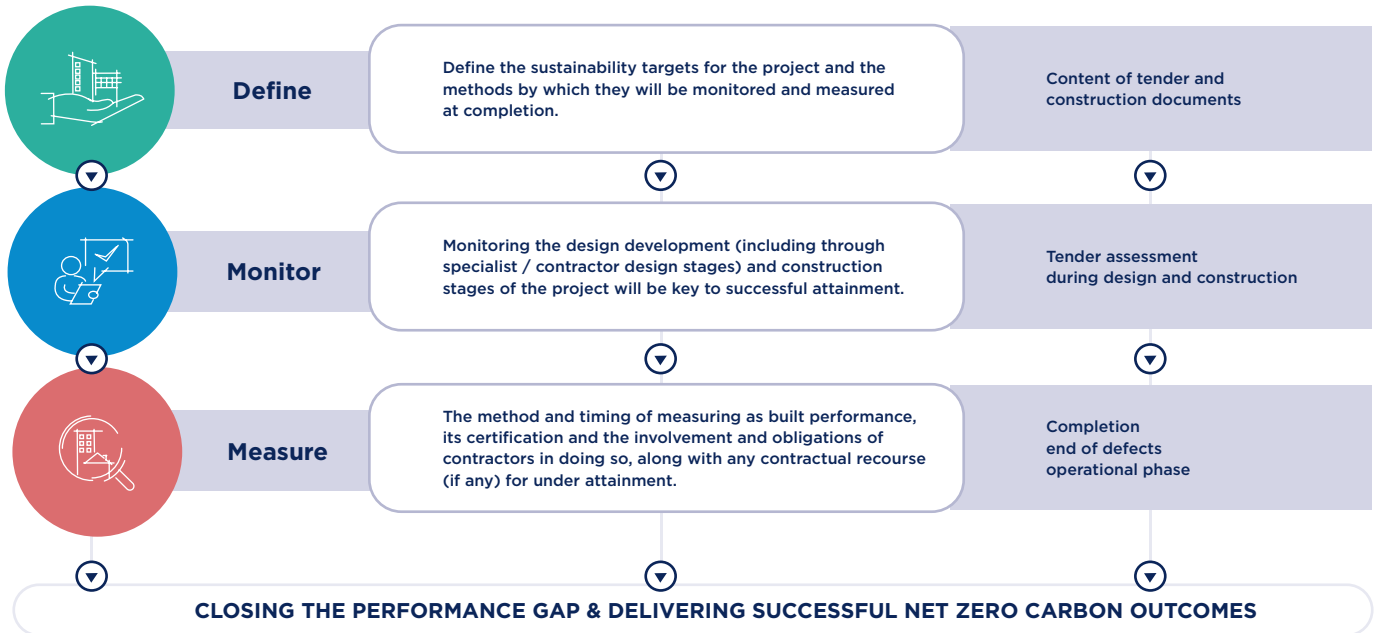 Define
Define the sustainability targets for the project and the
methods by which they will be monitored and measured
at completion.
Content of tender and
construction documents
Monitor
Monitoring the design development (including through
specialist / contractor design stages) and construction
stages of the project will be key to successful attainment.
Tender assessment
during design and construction
Measure
The method and timing of measuring as built performance,
its certification and the involvement and obligations of
contractors in doing so, along with any contractual recourse
(if any) for under attainment.
Completion
end of defects
operational phase
CLOSING THE PERFORMANCE GAP & DELIVERING SUCCESSFUL NET ZERO CARBON OUTCOMES